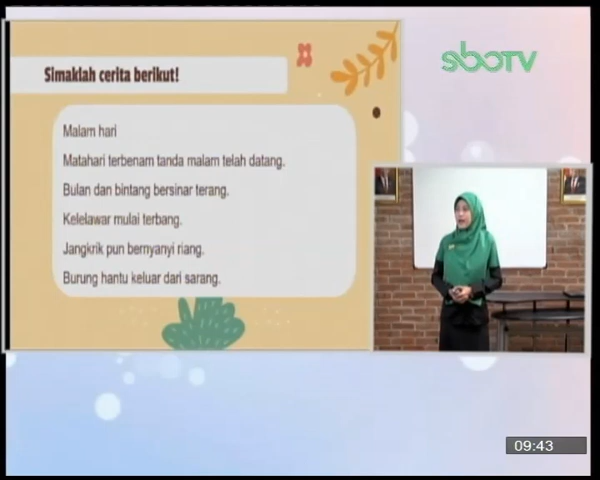 Simaklah cerita berikut!
sboTV
Malam hari
Matahari terbenam tanda malam telah datang.
Bulan dan bintang bersinar terang.
Kelelawar mulai terbang.
Jangkrik pun bernyanyi riang.
Burung hantu keluar dari sarang.
09:43